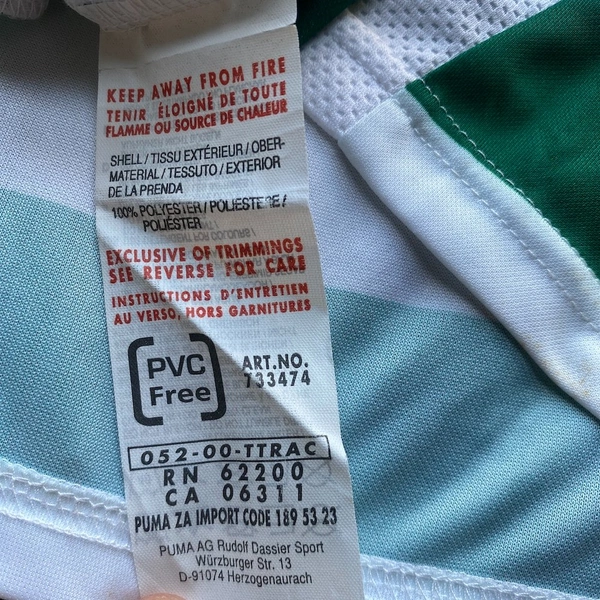 KEEP AWAY FROM FIRE
TENIR ÉLOIGNÉ DE TOUTE
FLAMME OU SOURCE DE CHALEUR
SHELL / TISSU EXTÉRIEUR / OBER-
MATERIAL / TESSUTO / EXTERIOR
DE LA PRENDA
100% POLYESTER / POLIESTERE /
POLIÉSTER
EXCLUSIVE OF TRIMMINGS
SEE REVERSE FOR CARE
INSTRUCTIONS D'ENTRETIEN
AU VERSO, HORS GARNITURES
PVC
Free
ART.NO.
733474
052-00-TTRAC
RN 62200
CA 06311
PUMA ZA IMPORT CODE 189 53 23
PUMA AG Rudolf Dassier Sport
Würzburger Str. 13
D-91074 Herzogenaurach